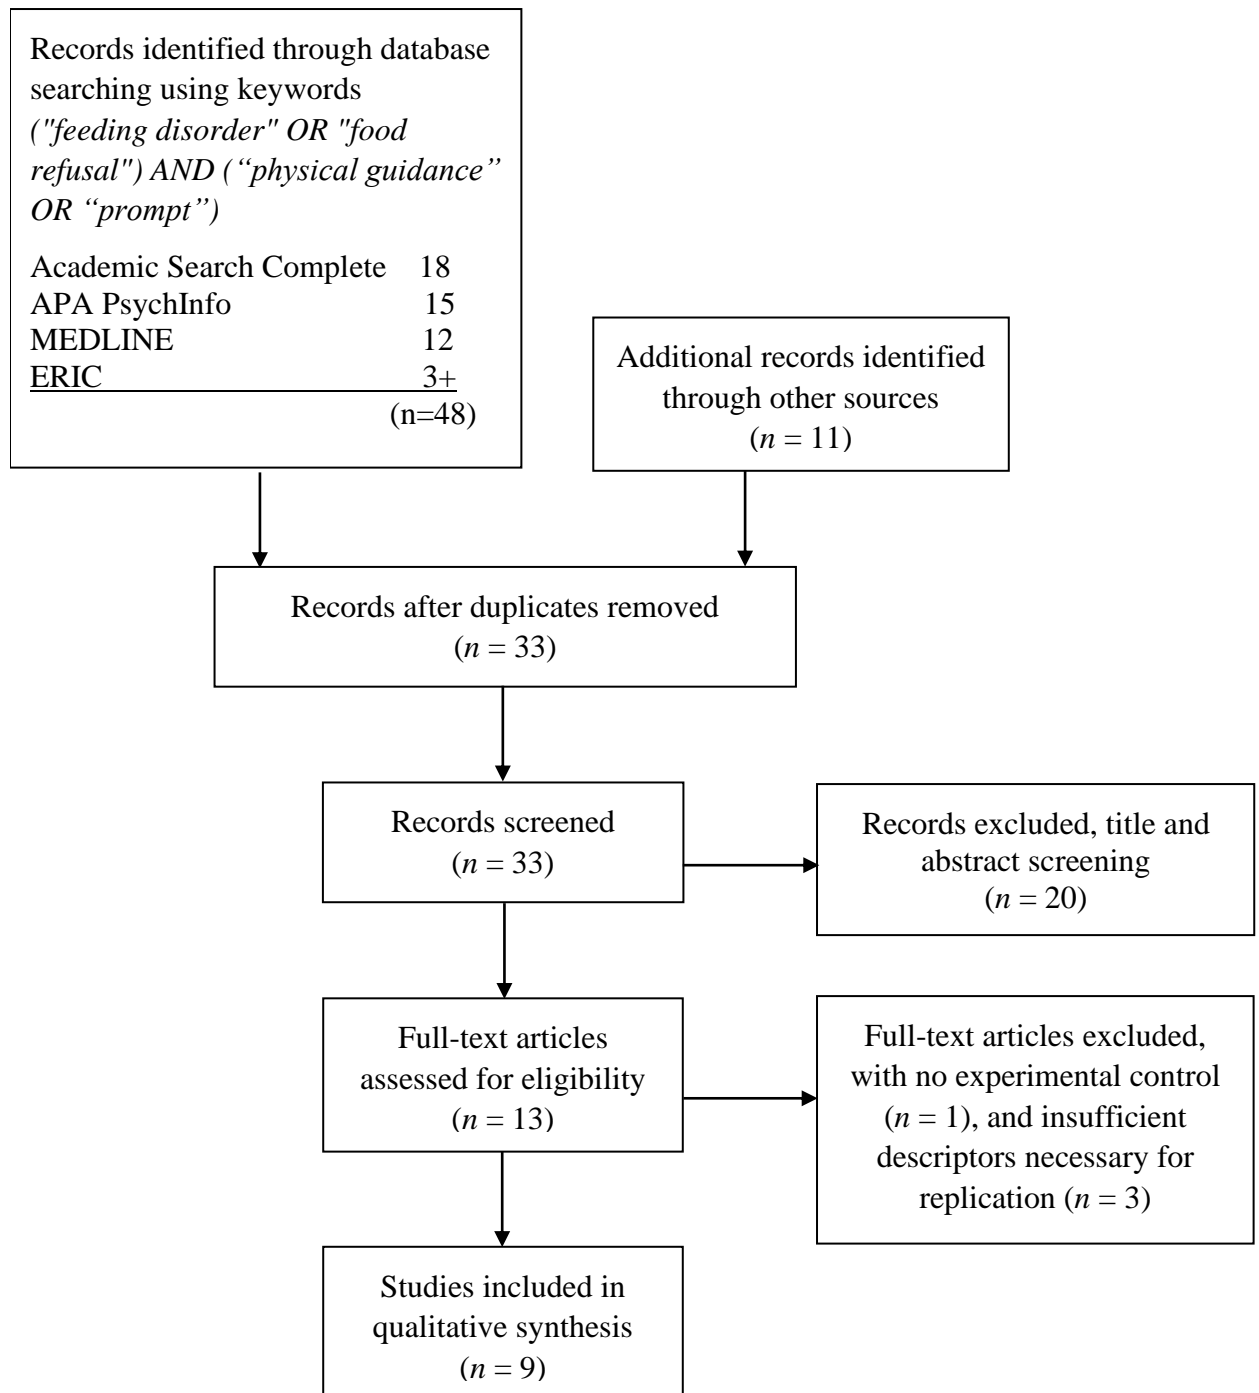 Records identified through database
searching using keywords
("feeding disorder" OR "food
refusal") AND (“physical guidance”
OR “prompt”)
Academic Search Complete 18
APA PsychInfo 15
MEDLINE 12
ERIC 3+
(n=48)
Additional records identified
through other sources
(n = 11)
Records after duplicates removed
(n = 33)
Records screened
(n = 33)
Records excluded, title and
abstract screening
(n = 20)
Full-text articles
assessed for eligibility
(n = 13)
Full-text articles excluded,
with no experimental control
(n = 1), and insufficient
descriptors necessary for
replication (n = 3)
Studies included in
qualitative synthesis
(n = 9)